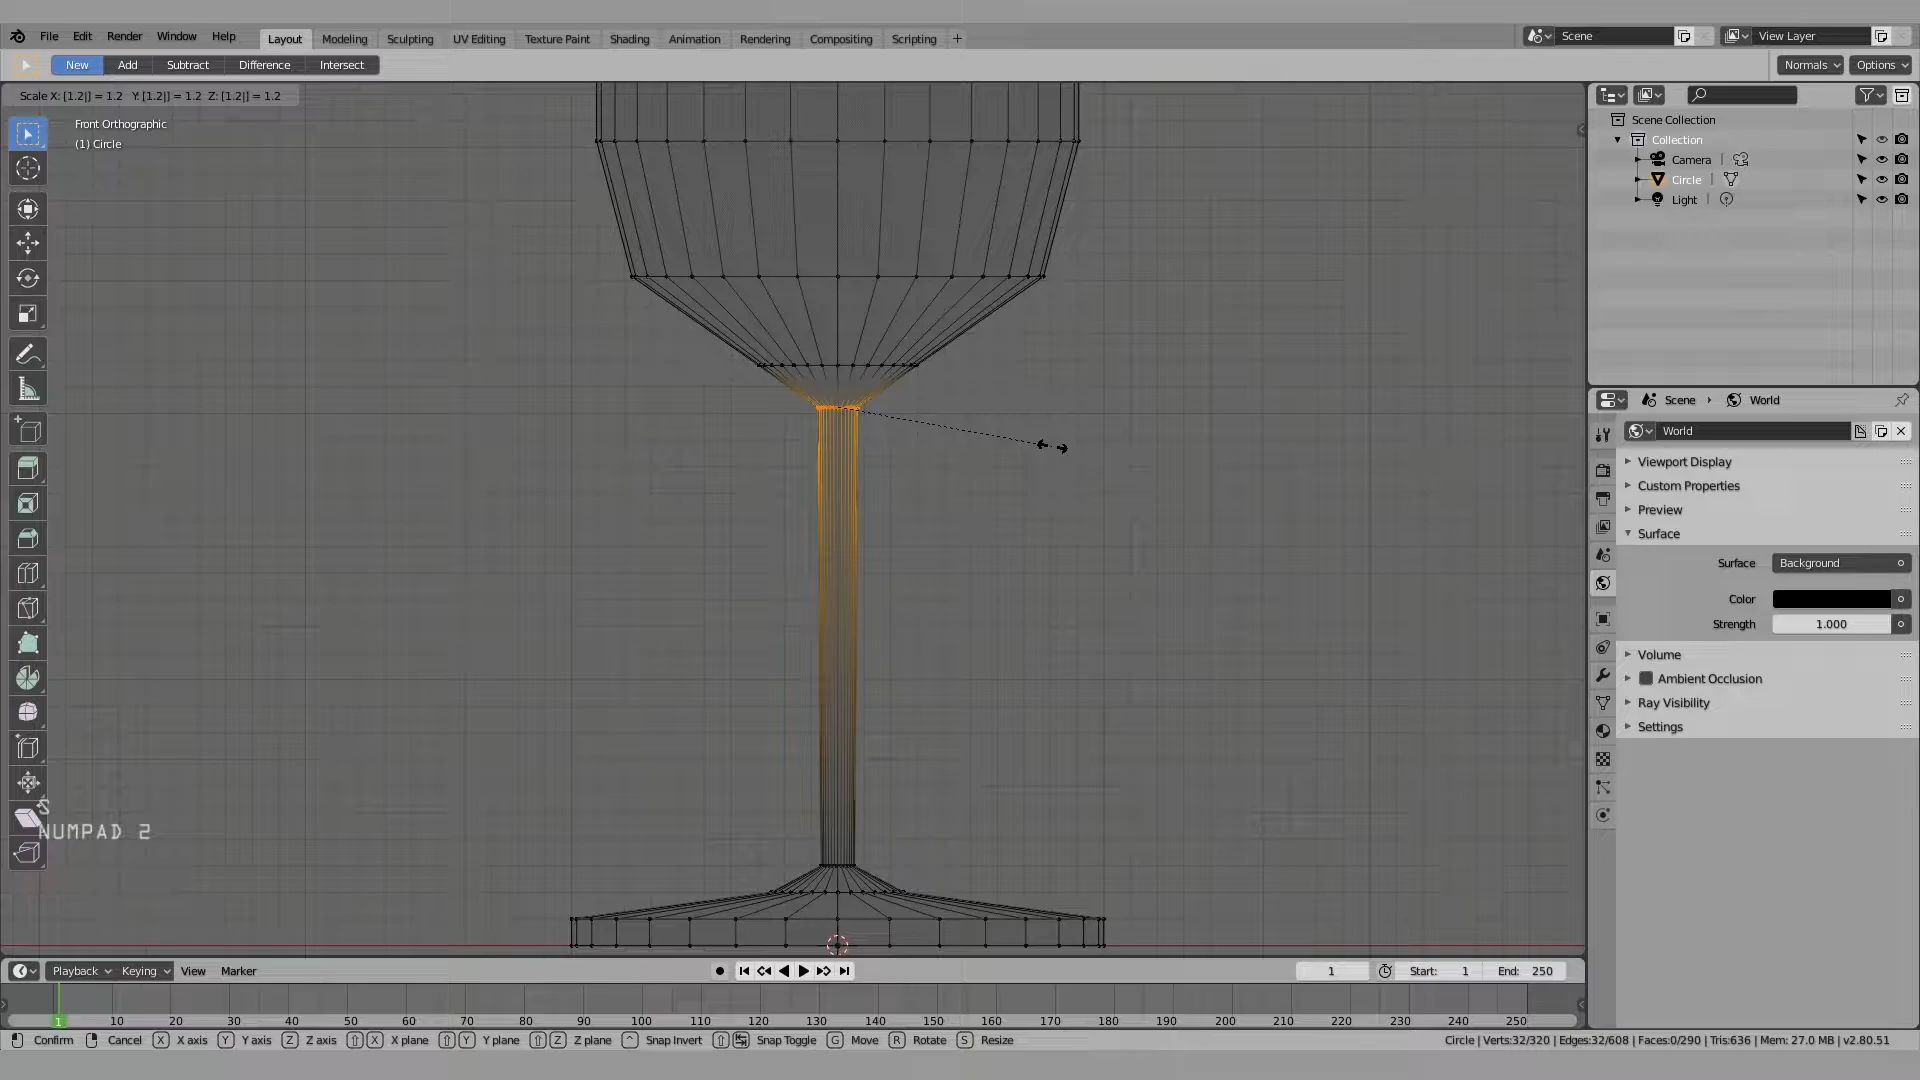 File Edit Render Window Help Layout Modeling Sculpting UV Editing Texture Paint Shading Animation Rendering Compositing Scripting + Scene View Layer
New Add Subtract Difference Intersect Normals Options
Scale X: [1.2|] = 1.2 Y: [1.2|] = 1.2 Z: [1.2|] = 1.2
Front Orthographic
(1) Circle
Scene Collection
Collection
Camera
Circle
Light
Scene World
World
Viewport Display
Custom Properties
Preview
Surface
Surface Background
Color
Strength 1.000
Volume
Ambient Occlusion
Ray Visibility
Settings
S
NUMPAD 2
Playback Keying View Marker 1 Start: 1 End: 250
1 10 20 30 40 50 60 70 80 90 100 110 120 130 140 150 160 170 180 190 200 210 220 230 240 250
Confirm Cancel X X axis Y Y axis Z Z axis X X plane Y Y plane Z Z plane ^ Snap Invert Snap Toggle G Move R Rotate S Resize Circle | Verts:32/320 | Edges:32/608 | Faces:0/290 | Tris:636 | Mem: 27.0 MB | v2.80.51